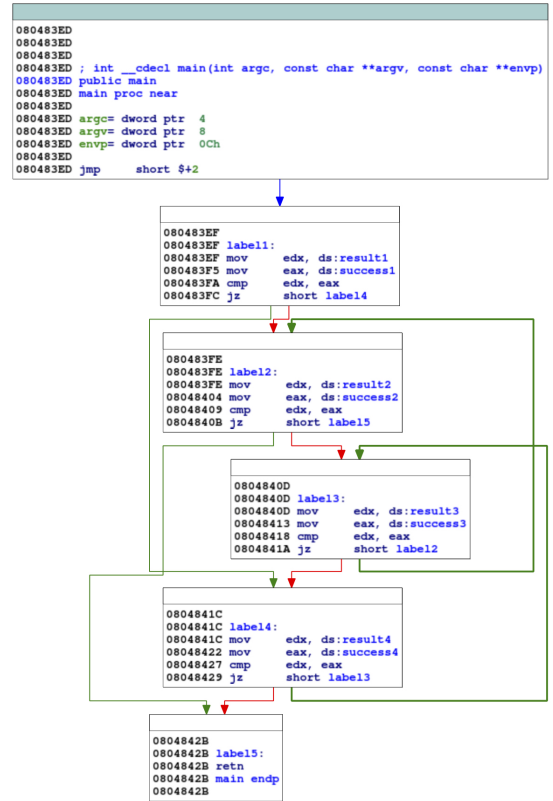 080483ED
080483ED
080483ED
080483ED ; int __cdecl main(int argc, const char **argv, const char **envp)
080483ED public main
080483ED main proc near
080483ED
080483ED argc= dword ptr  4
080483ED argv= dword ptr  8
080483ED envp= dword ptr  0Ch
080483ED
080483ED jmp     short $+2
080483EF
080483EF label1:
080483EF mov     edx, ds:result1
080483F5 mov     eax, ds:success1
080483FA cmp     edx, eax
080483FC jz      short label4
080483FE
080483FE label2:
080483FE mov     edx, ds:result2
08048404 mov     eax, ds:success2
08048409 cmp     edx, eax
0804840B jz      short label5
0804840D
0804840D label3:
0804840D mov     edx, ds:result3
08048413 mov     eax, ds:success3
08048418 cmp     edx, eax
0804841A jz      short label2
0804841C
0804841C label4:
0804841C mov     edx, ds:result4
08048422 mov     eax, ds:success4
08048427 cmp     edx, eax
08048429 jz      short label3
0804842B
0804842B label5:
0804842B retn
0804842B main endp
0804842B